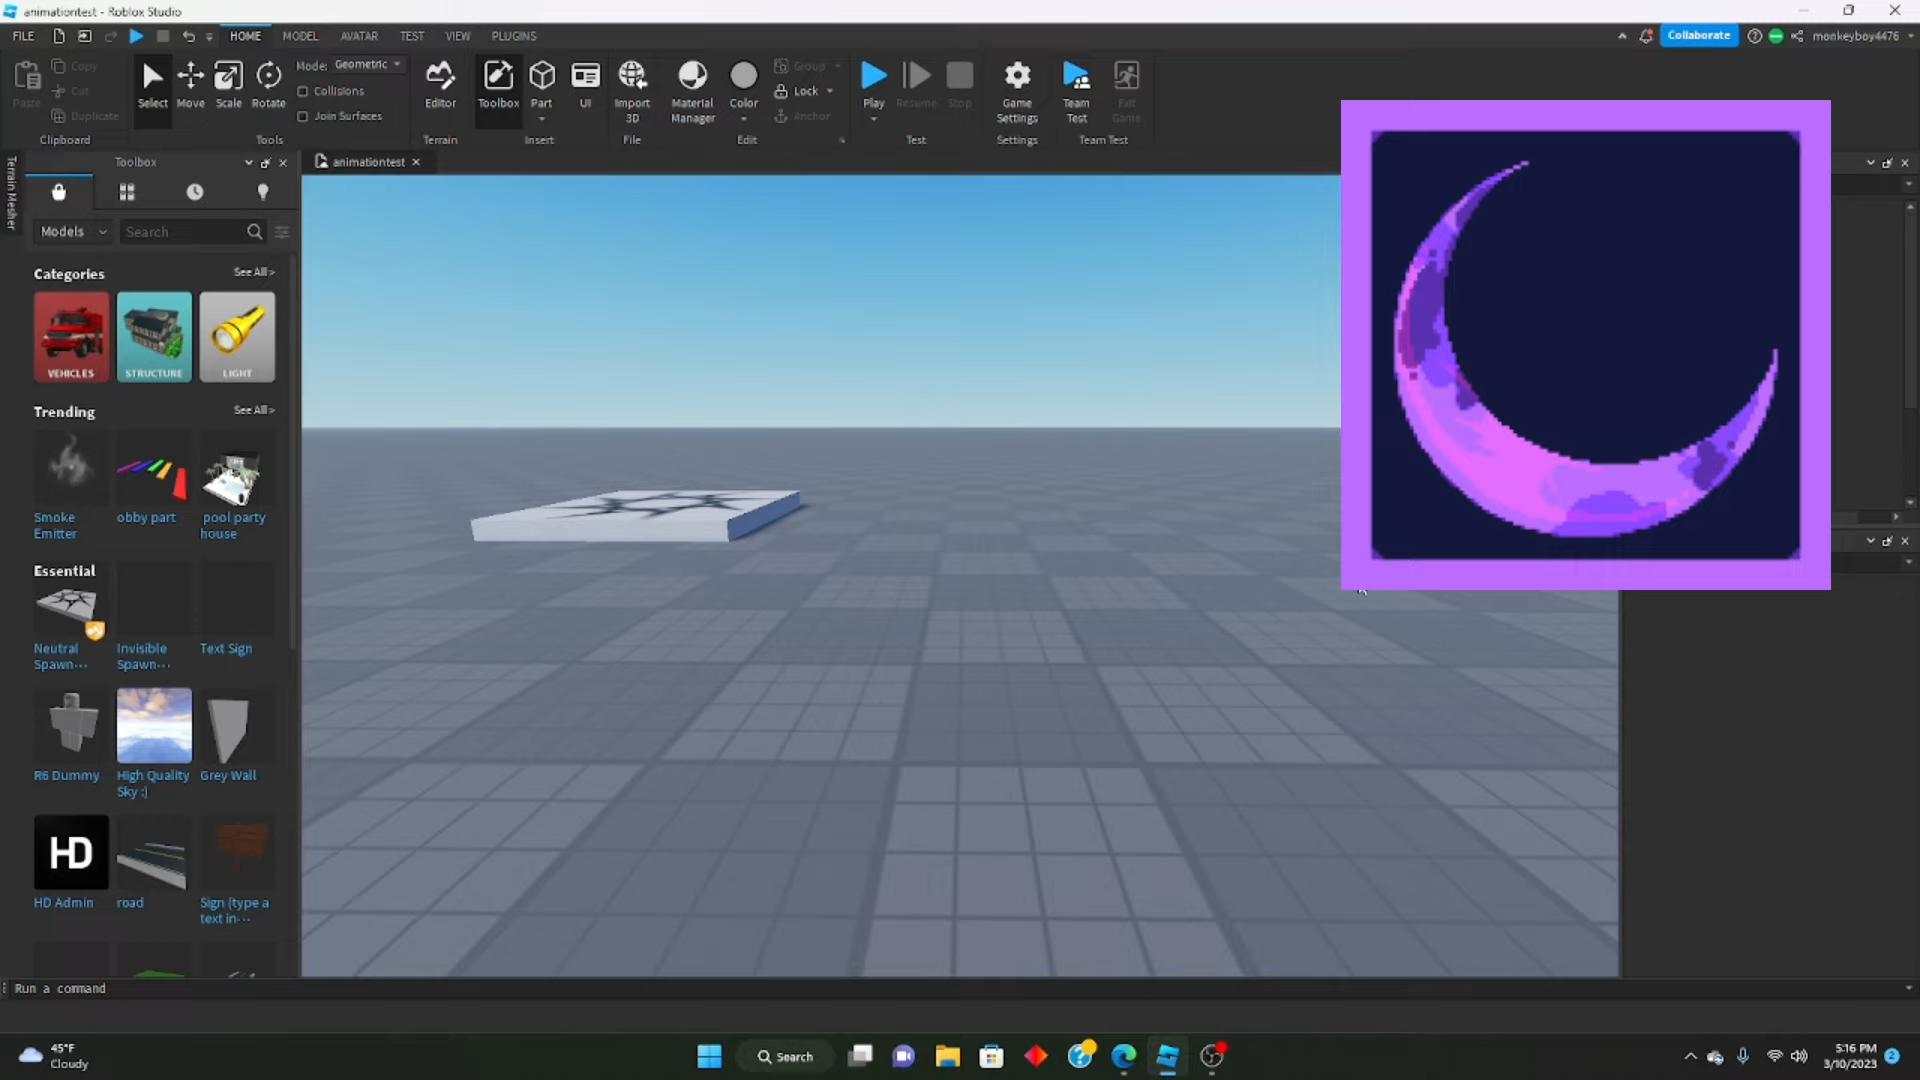 animationtest - Roblox Studio
FILE HOME MODEL AVATAR TEST VIEW PLUGINS Collaborate monkeyboy4476
Paste Copy Cut Duplicate
Clipboard
Select Move Scale Rotate
Mode: Geometric
Collisions
Join Surfaces
Tools
Editor
Terrain
Toolbox Part UI
Insert
Import 3D
File
Material Manager Color Group Lock Anchor
Edit
Play Resume Stop
Test
Game Settings
Settings
Team Test Exit Game
Team Test
Terrain Mesher
Toolbox
animationtest
Models Search
Categories See All >
VEHICLES STRUCTURE LIGHT
Trending See All >
Smoke Emitter obby part pool party house
Essential
Neutral Spawn··· Invisible Spawn··· Text Sign
R6 Dummy High Quality Sky :) Grey Wall
HD
HD Admin road Sign (type a text in···
Run a command
45°F
Cloudy
Search
5:16 PM
3/10/2023
2